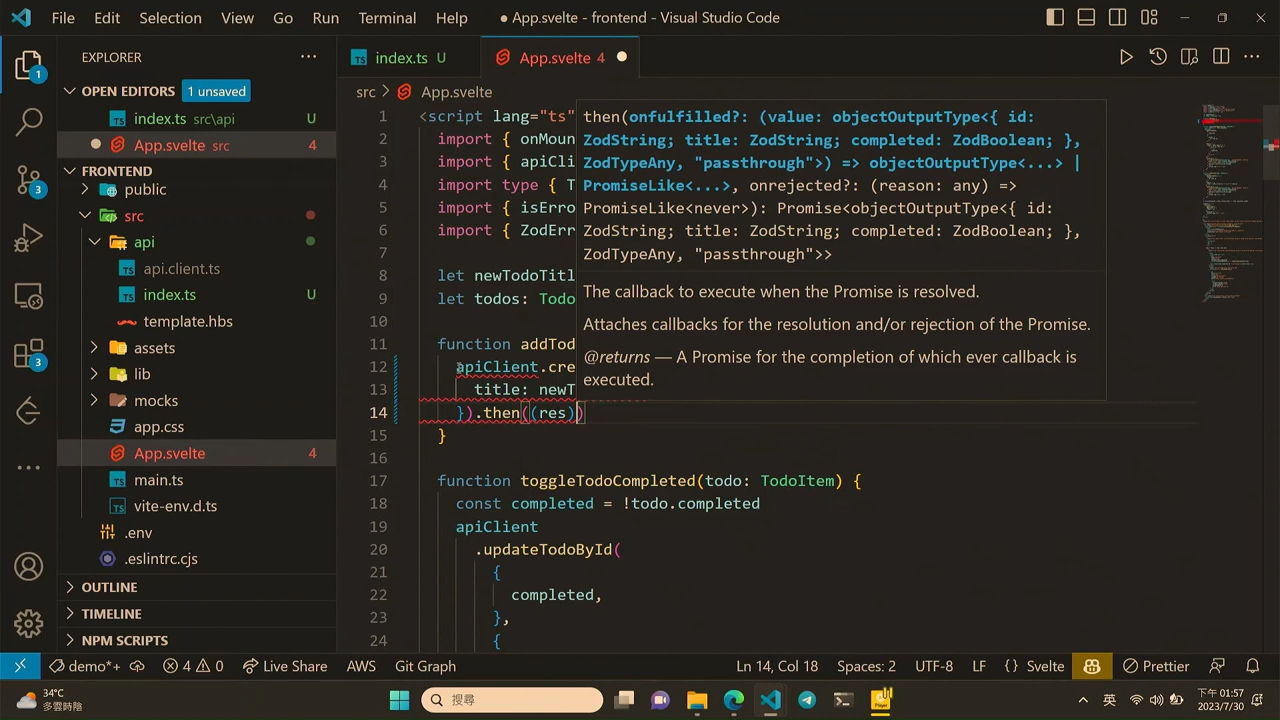 File Edit Selection View Go Run Terminal Help
● App.svelte - frontend - Visual Studio Code
EXPLORER
OPEN EDITORS 1 unsaved
index.ts src\api U
App.svelte src 4
FRONTEND
public
src
api
api.client.ts
index.ts U
template.hbs
assets
lib
mocks
app.css
App.svelte 4
main.ts
vite-env.d.ts
.env
.eslintrc.cjs
OUTLINE
TIMELINE
NPM SCRIPTS
1
3
3
index.ts U
App.svelte 4
src > App.svelte
1 <script lang="ts"
2 import { onMoun
3 import { apiCli
4 import type { T
5 import { isErro
6 import { ZodErr
7
8 let newTodoTitl
9 let todos: Todo
10
11 function addTod
12 apiClient.cre
13 title: newT
14 }).then((res))
15 }
16
17 function toggleTodoCompleted(todo: TodoItem) {
18 const completed = !todo.completed
19 apiClient
20 .updateTodoById(
21 {
22 completed,
23 },
24 {
then(onfulfilled?: (value: objectOutputType<{ id:
ZodString; title: ZodString; completed: ZodBoolean; },
ZodTypeAny, "passthrough">) => objectOutputType<...> |
PromiseLike<...>, onrejected?: (reason: any) =>
PromiseLike<never>): Promise<objectOutputType<{ id:
ZodString; title: ZodString; completed: ZodBoolean; },
ZodTypeAny, "passthrough">>
The callback to execute when the Promise is resolved.
Attaches callbacks for the resolution and/or rejection of the Promise.
@returns — A Promise for the completion of which ever callback is
executed.
demo*+ 4 0 Live Share AWS Git Graph
Ln 14, Col 18 Spaces: 2 UTF-8 LF {} Svelte Prettier
34°C
多雲時陰
搜尋
英
下午 01:57
2023/7/30